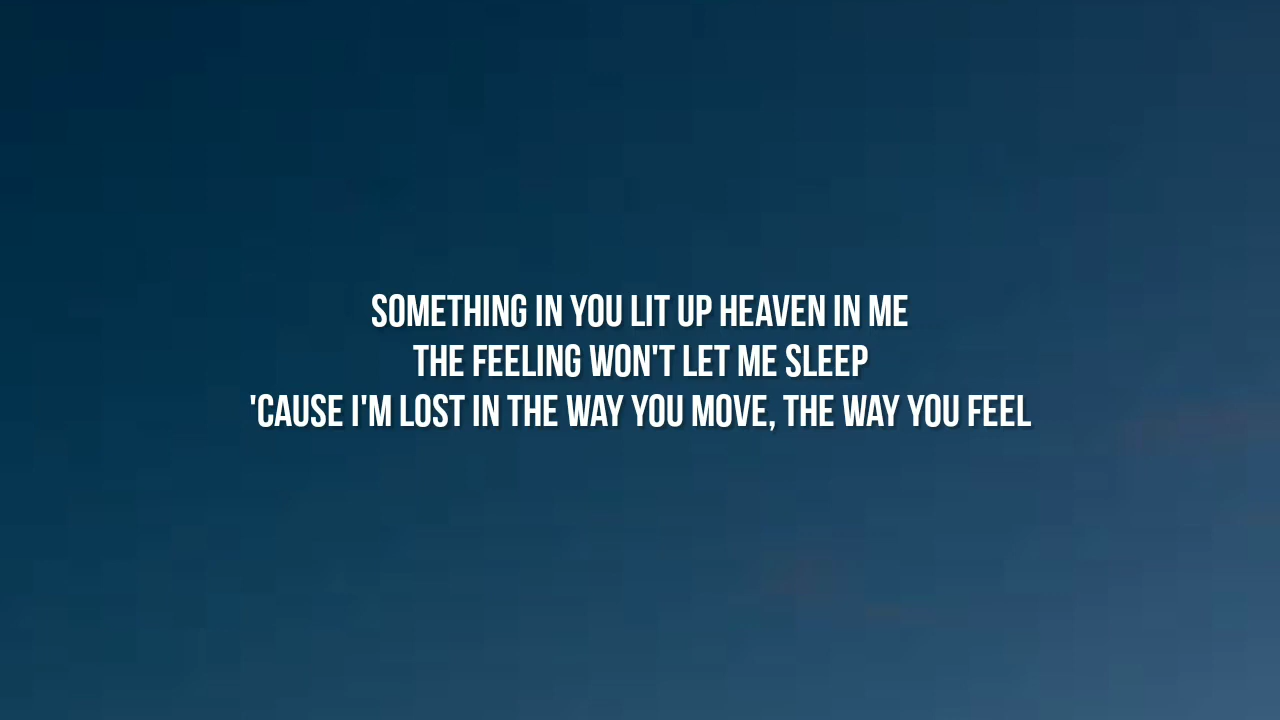 SOMETHING IN YOU LIT UP HEAVEN IN ME
THE FEELING WON'T LET ME SLEEP
'CAUSE I'M LOST IN THE WAY YOU MOVE, THE WAY YOU FEEL